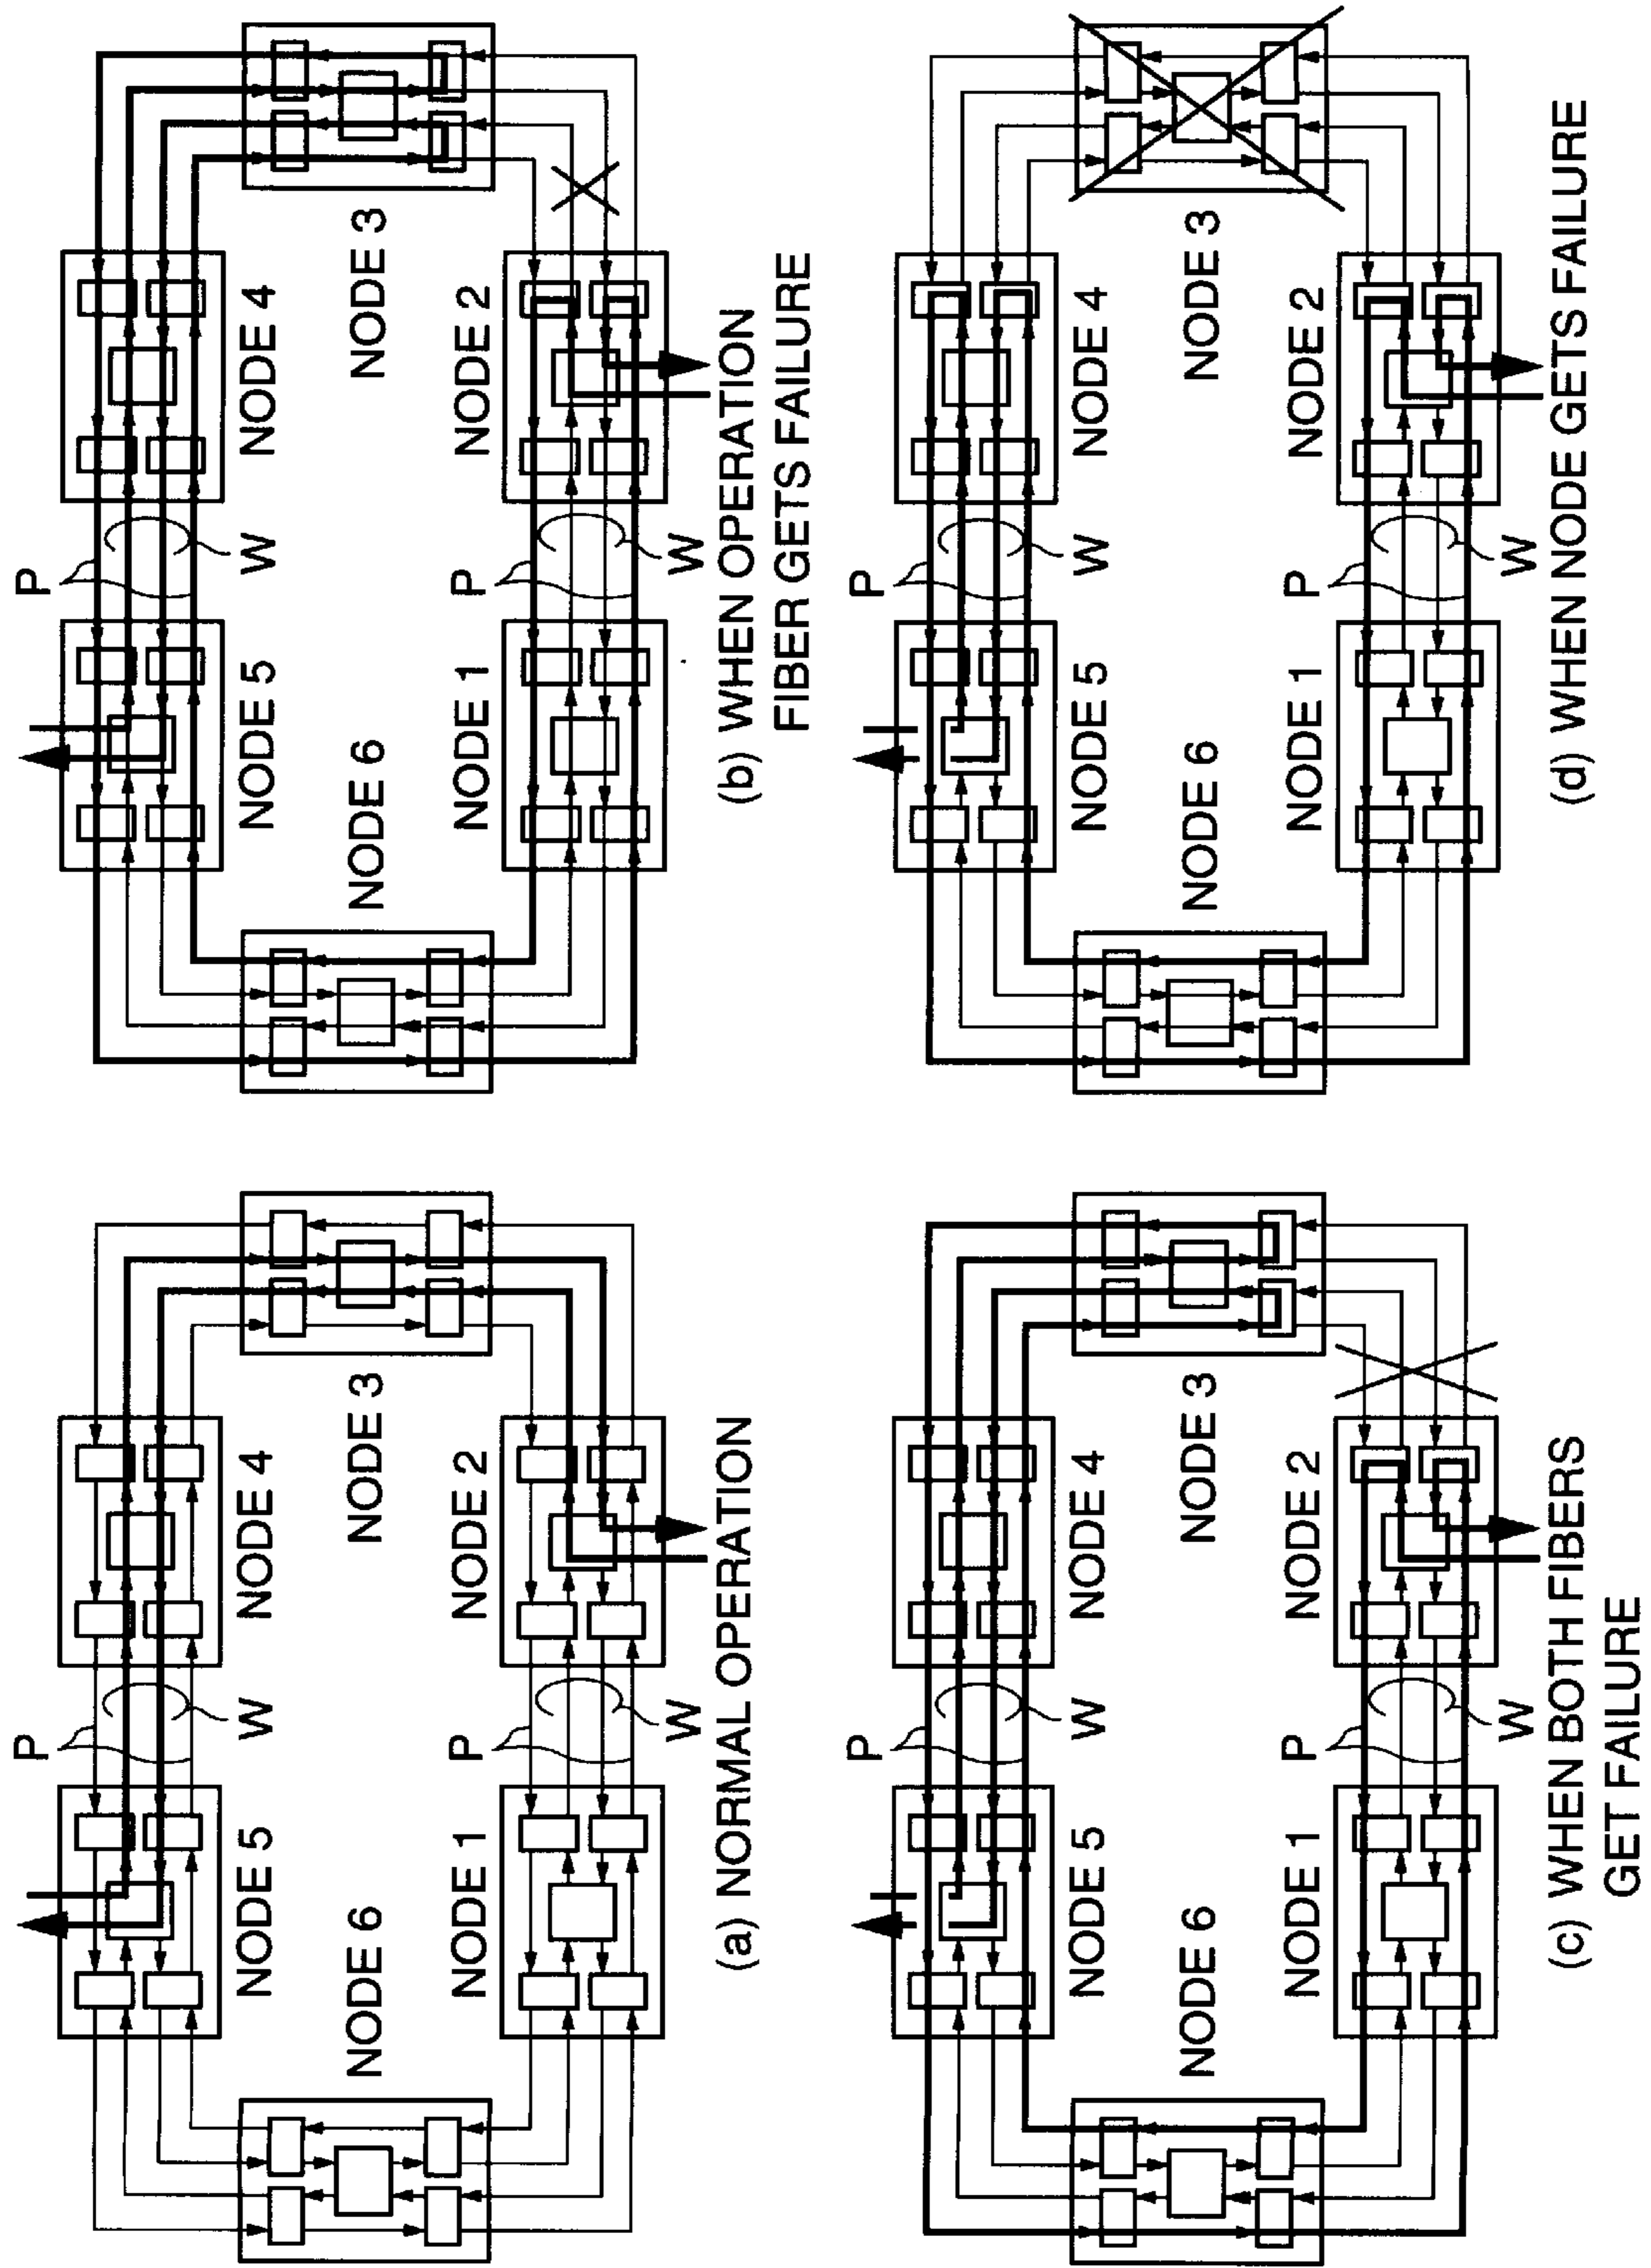 P
NODE 5
NODE 4
W
NODE 6
NODE 3
P
NODE 1
NODE 2
W
(a) NORMAL OPERATION
P
NODE 5
NODE 4
W
NODE 6
NODE 3
P
NODE 1
NODE 2
W
(b) WHEN OPERATION
FIBER GETS FAILURE
P
NODE 5
NODE 4
W
NODE 6
NODE 3
P
NODE 1
NODE 2
W
(c) WHEN BOTH FIBERS
GET FAILURE
P
NODE 5
NODE 4
W
NODE 6
NODE 3
P
NODE 1
NODE 2
W
(d) WHEN NODE GETS FAILURE